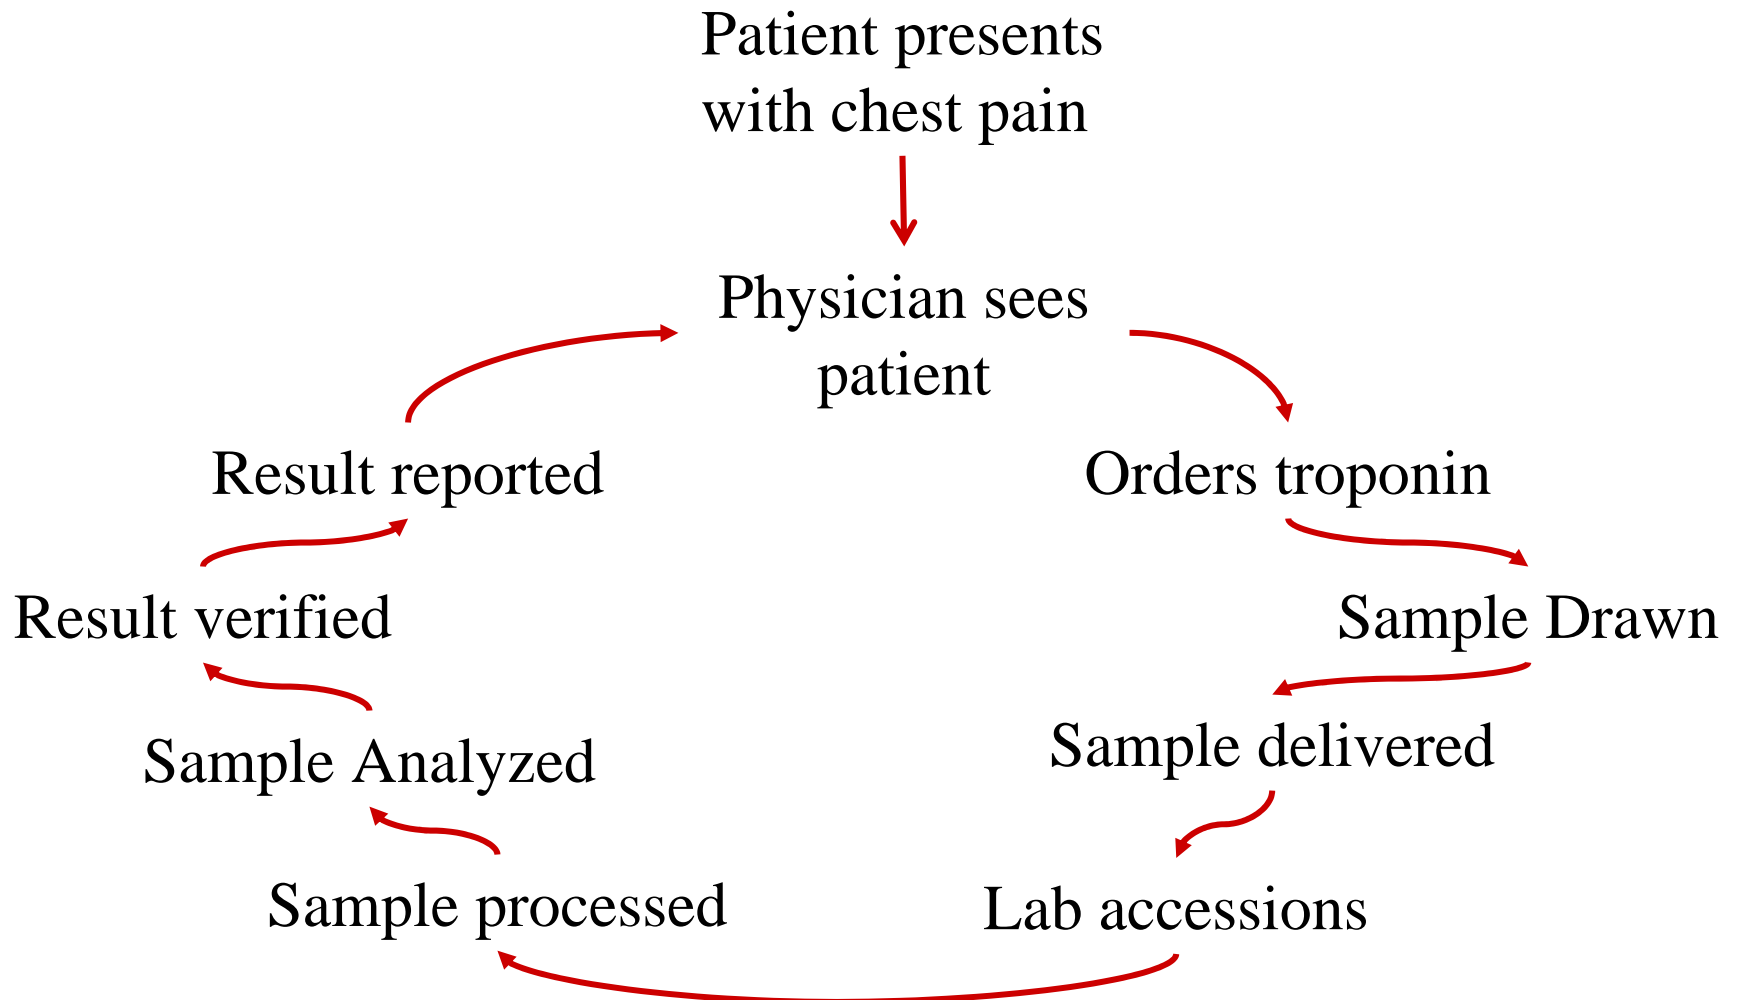 Patient presents
with chest pain
Physician sees
patient
Orders troponin
Sample Drawn
Sample delivered
Lab accessions
Sample processed
Sample Analyzed
Result verified
Result reported